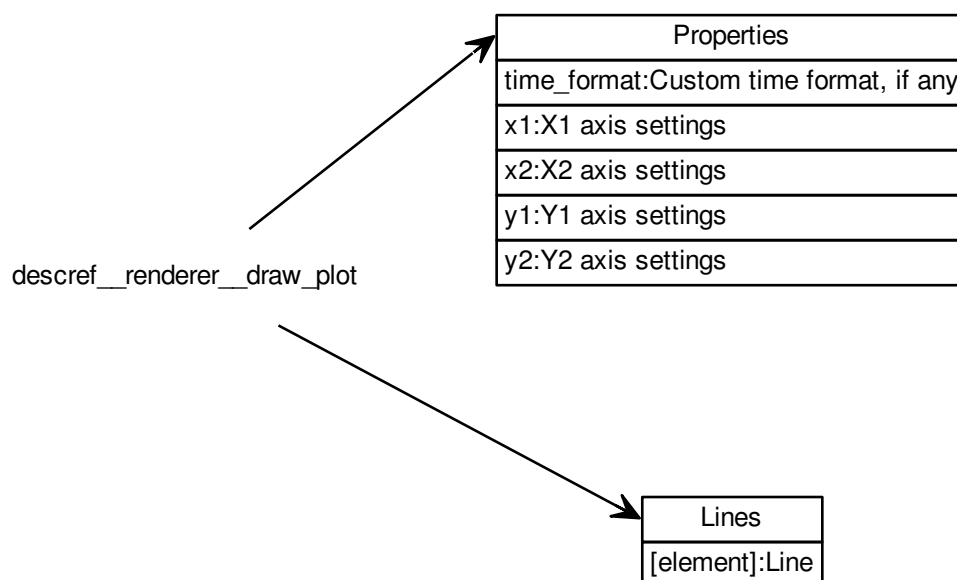 Properties
time_format:Custom time format, if any
x1:X1 axis settings
x2:X2 axis settings
y1:Y1 axis settings
y2:Y2 axis settings
descref__renderer__draw_plot
Lines
[element]:Line